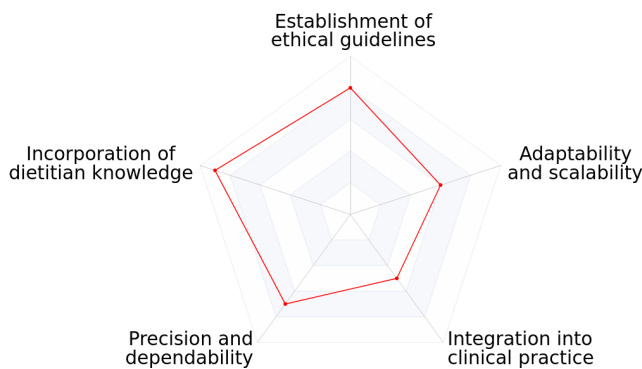 Establishment of
ethical guidelines
Incorporation of
dietitian knowledge
Adaptability
and scalability
Precision and
dependability
Integration into
clinical practice